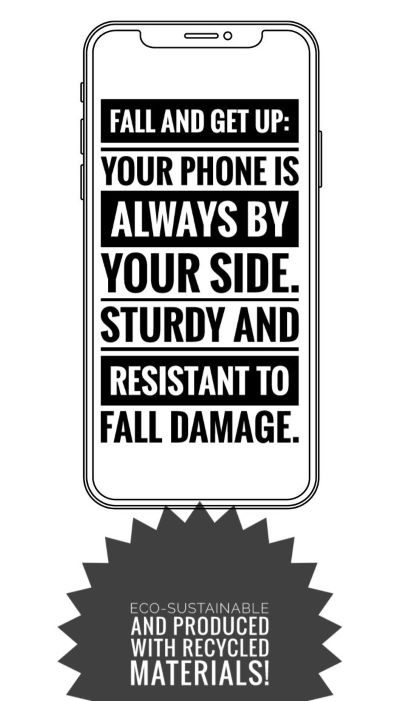 FALL AND GET UP:
YOUR PHONE IS
ALWAYS BY
YOUR SIDE.
STURDY AND
RESISTANT TO
FALL DAMAGE.
ECO-SUSTAINABLE
AND PRODUCED
WITH RECYCLED
MATERIALS!